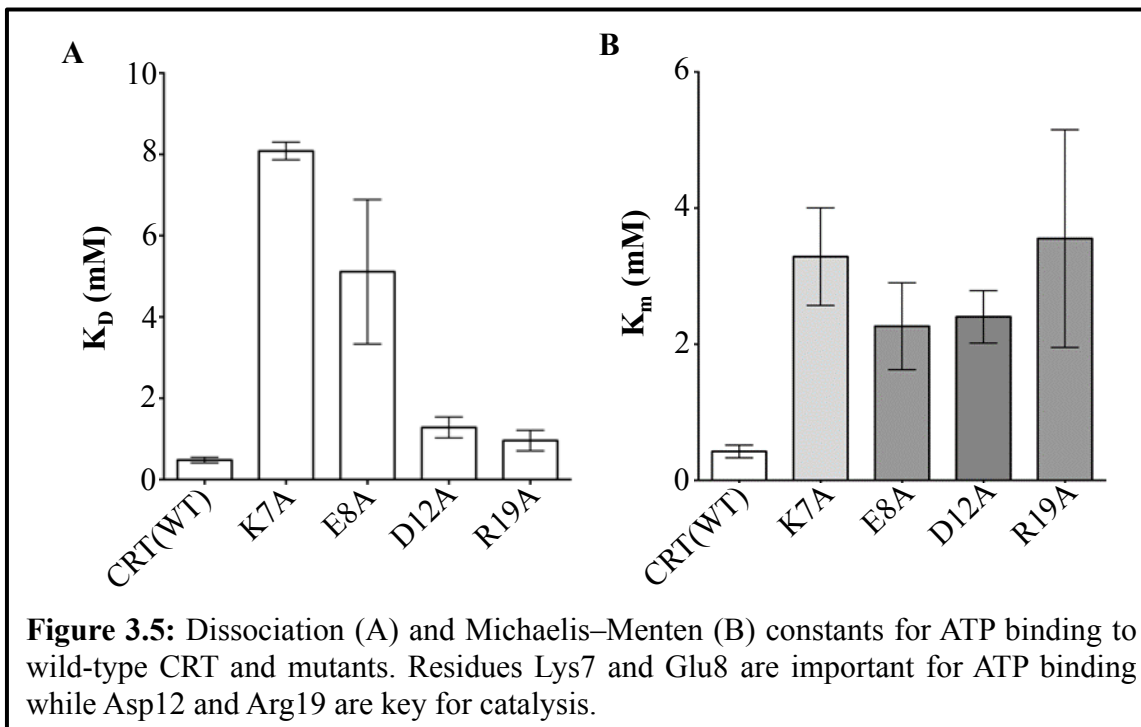 A
B
10
8
6
4
2
0
K_D (mM)
CRT(WT)
K7A
E8A
D12A
R19A
6
4
2
0
K_m (mM)
CRT(WT)
K7A
E8A
D12A
R19A
Figure 3.5: Dissociation (A) and Michaelis–Menten (B) constants for ATP binding to
wild-type CRT and mutants. Residues Lys7 and Glu8 are important for ATP binding
while Asp12 and Arg19 are key for catalysis.